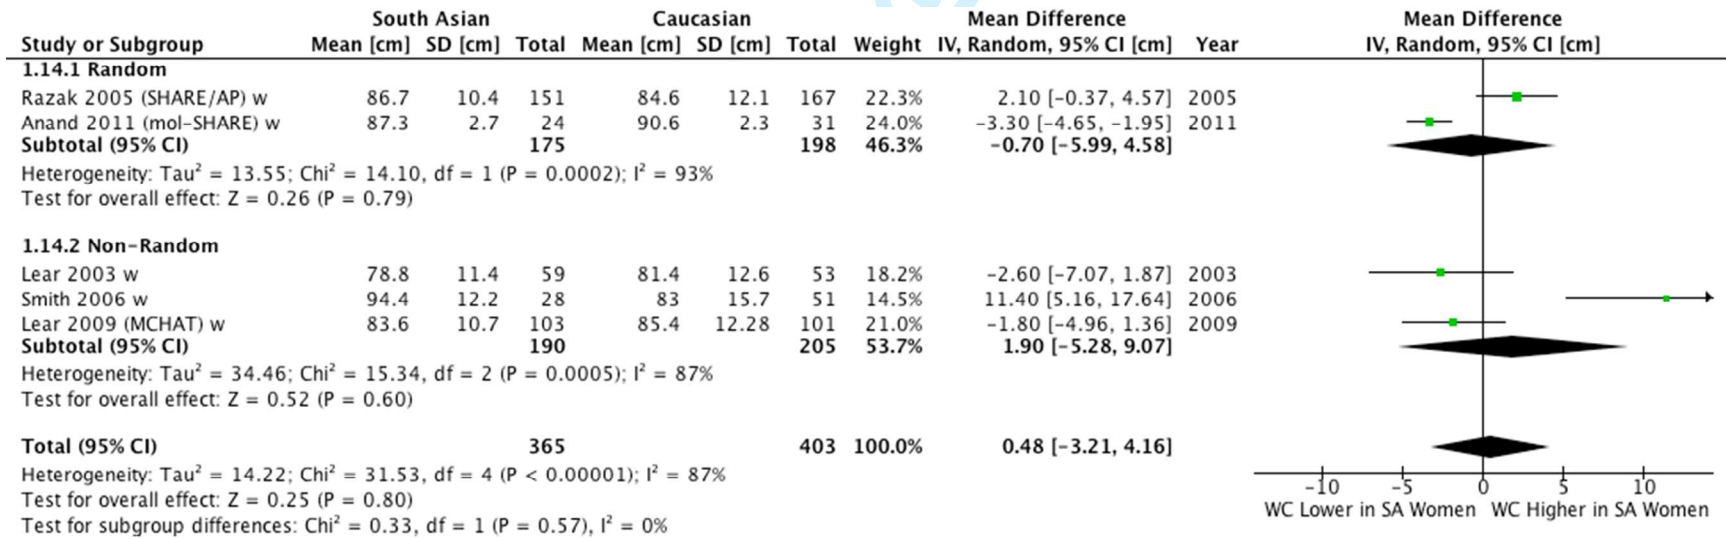 South Asian Caucasian Mean Difference Mean Difference
Study or Subgroup Mean [cm] SD [cm] Total Mean [cm] SD [cm] Total Weight IV, Random, 95% CI [cm] Year IV, Random, 95% CI [cm]
1.14.1 Random
Razak 2005 (SHARE/AP) w 86.7 10.4 151 84.6 12.1 167 22.3% 2.10 [-0.37, 4.57] 2005
Anand 2011 (mol-SHARE) w 87.3 2.7 24 90.6 2.3 31 24.0% -3.30 [-4.65, -1.95] 2011
Subtotal (95% CI) 175 198 46.3% -0.70 [-5.99, 4.58]
Heterogeneity: Tau² = 13.55; Chi² = 14.10, df = 1 (P = 0.0002); I² = 93%
Test for overall effect: Z = 0.26 (P = 0.79)
1.14.2 Non-Random
Lear 2003 w 78.8 11.4 59 81.4 12.6 53 18.2% -2.60 [-7.07, 1.87] 2003
Smith 2006 w 94.4 12.2 28 83 15.7 51 14.5% 11.40 [5.16, 17.64] 2006
Lear 2009 (MCHAT) w 83.6 10.7 103 85.4 12.28 101 21.0% -1.80 [-4.96, 1.36] 2009
Subtotal (95% CI) 190 205 53.7% 1.90 [-5.28, 9.07]
Heterogeneity: Tau² = 34.46; Chi² = 15.34, df = 2 (P = 0.0005); I² = 87%
Test for overall effect: Z = 0.52 (P = 0.60)
Total (95% CI) 365 403 100.0% 0.48 [-3.21, 4.16]
Heterogeneity: Tau² = 14.22; Chi² = 31.53, df = 4 (P < 0.00001); I² = 87%
Test for overall effect: Z = 0.25 (P = 0.80)
Test for subgroup differences: Chi² = 0.33, df = 1 (P = 0.57), I² = 0%
-10 -5 0 5 10
WC Lower in SA Women WC Higher in SA Women